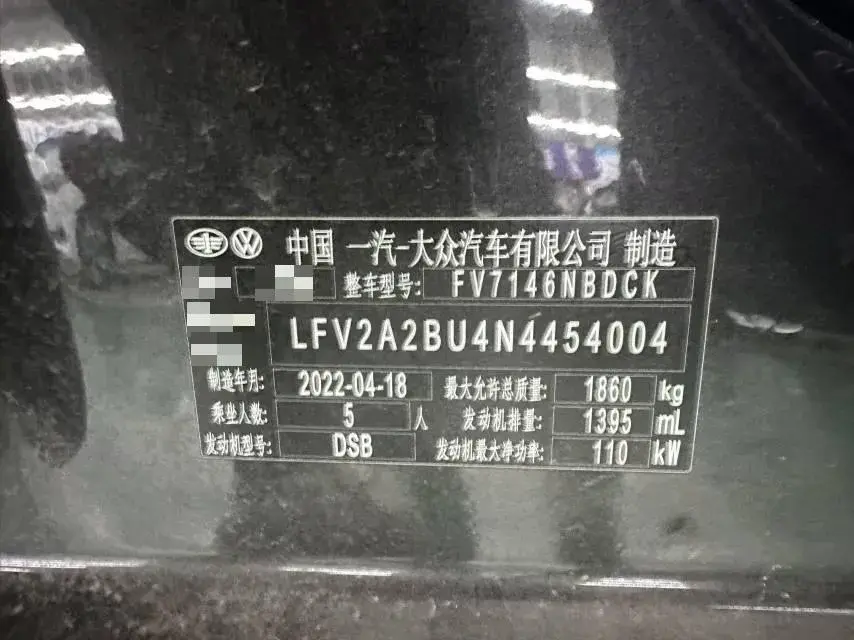 中国 一汽-大众汽车有限公司 制造
整车型号: FV7146NBDCK
LFV2A2BU4N4454004
制造年月: 2022-04-18 最大允许总质量: 1860 kg
乘坐人数: 5 人 发动机排量: 1395 mL
发动机型号: DSB 发动机最大净功率: 110 kW